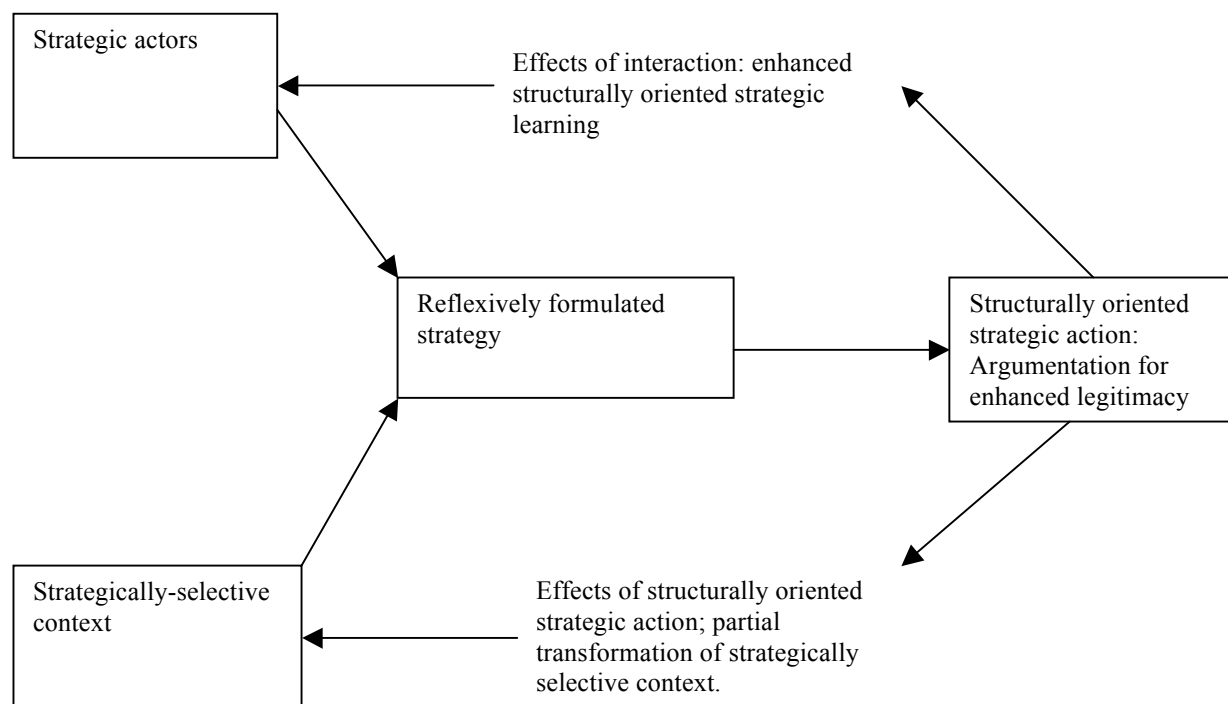 Strategic actors
Effects of interaction: enhanced
structurally oriented strategic
learning
Reflexively formulated
strategy
Structurally oriented
strategic action:
Argumentation for
enhanced legitimacy
Strategically-selective
context
Effects of structurally oriented
strategic action; partial
transformation of strategically
selective context.